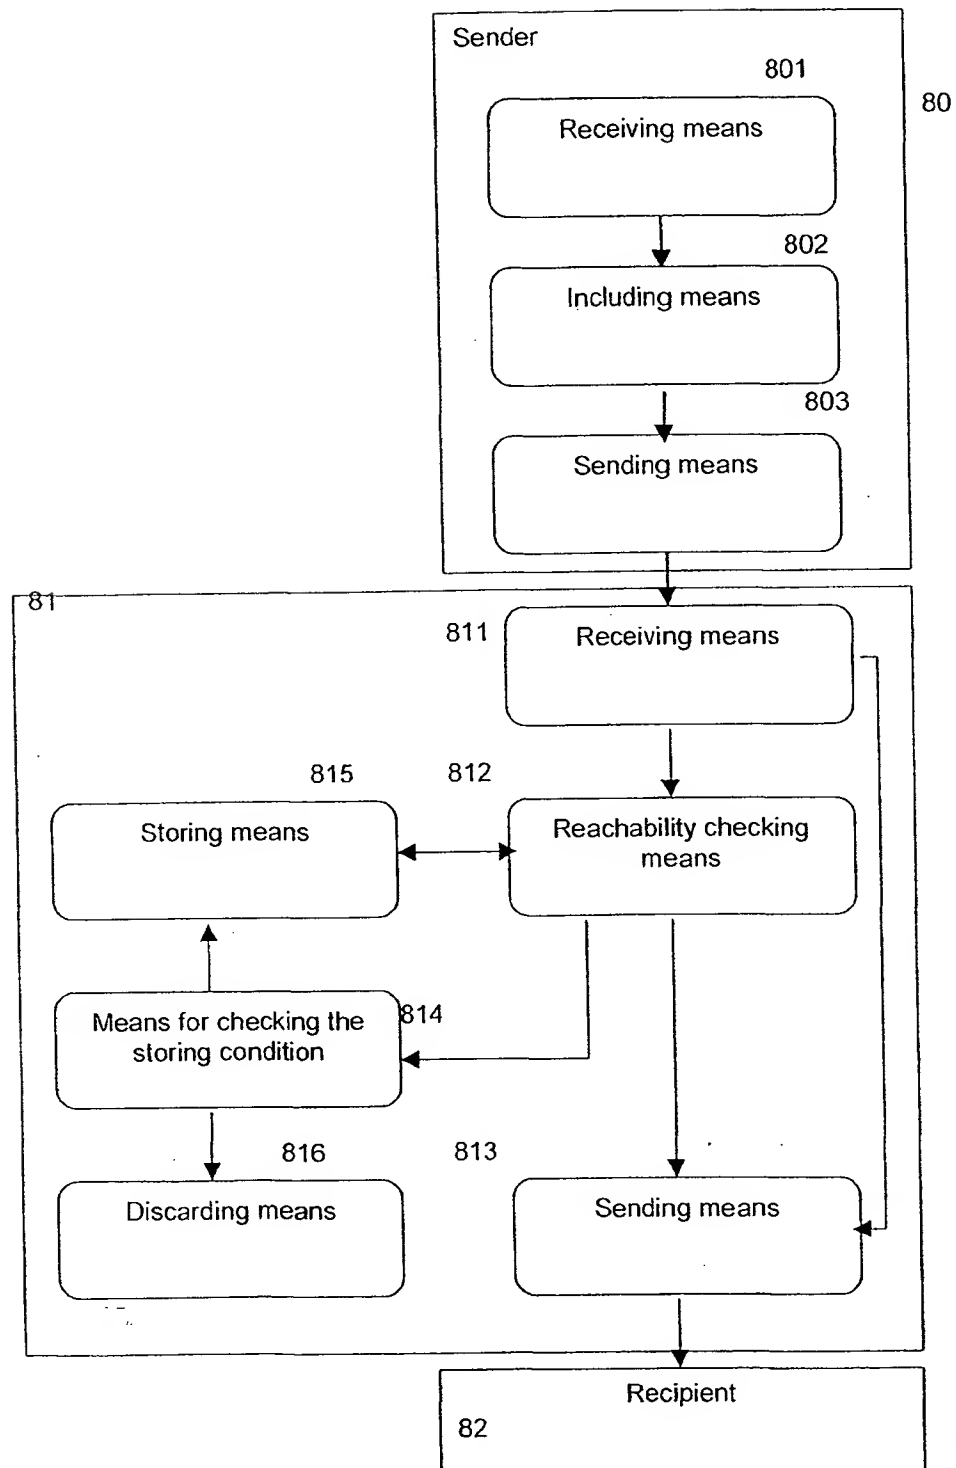 Sender
801
80
Receiving means
802
Including means
803
Sending means
81
811
Receiving means
815
812
Storing means
Reachability checking
means
Means for checking the
storing condition
814
816
813
Discarding means
Sending means
Recipient
82